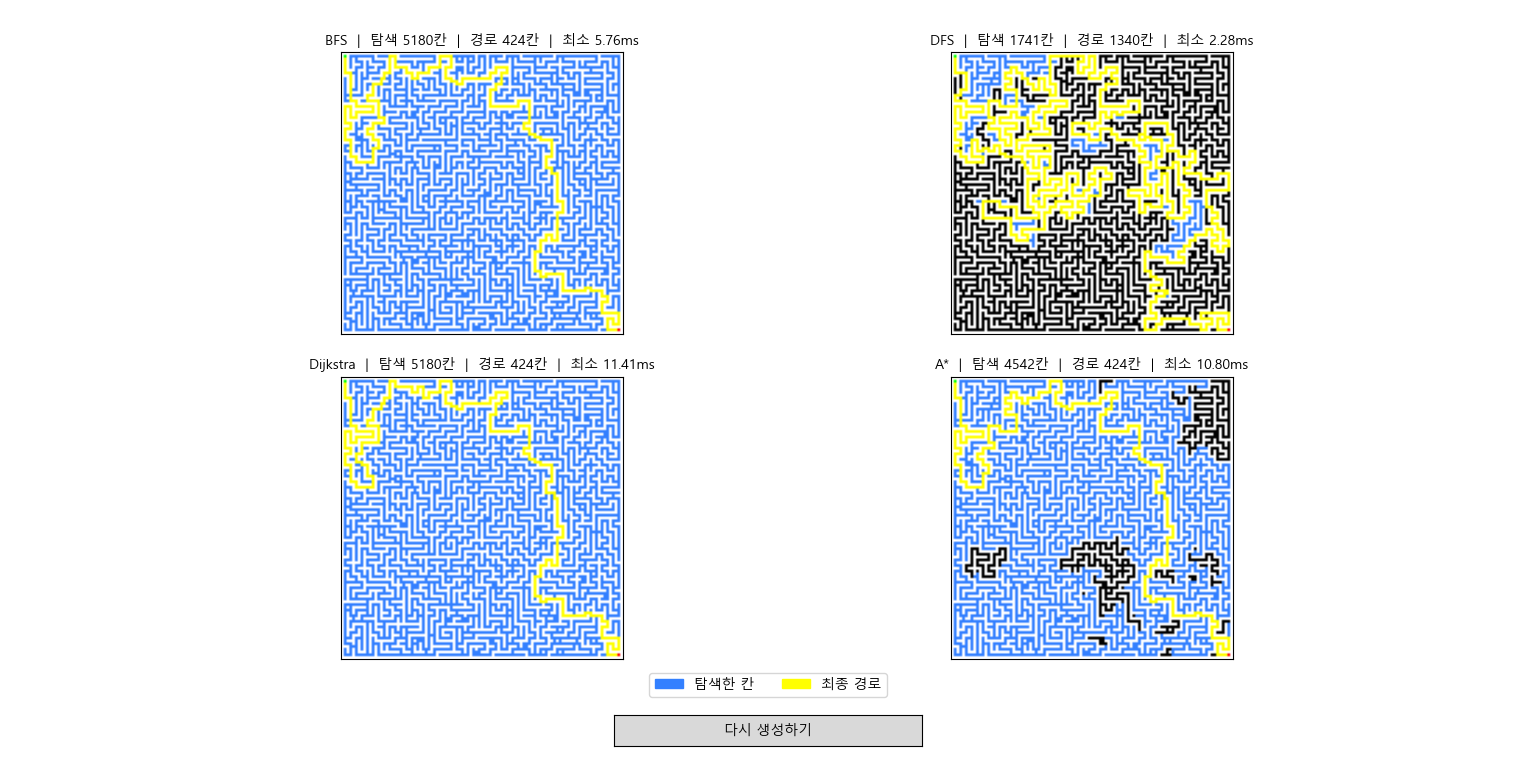 BFS | 탐색 5180칸 | 경로 424칸 | 최소 5.76ms
DFS | 탐색 1741칸 | 경로 1340칸 | 최소 2.28ms
Dijkstra | 탐색 5180칸 | 경로 424칸 | 최소 11.41ms
A* | 탐색 4542칸 | 경로 424칸 | 최소 10.80ms
탐색한 칸
최종 경로
다시 생성하기